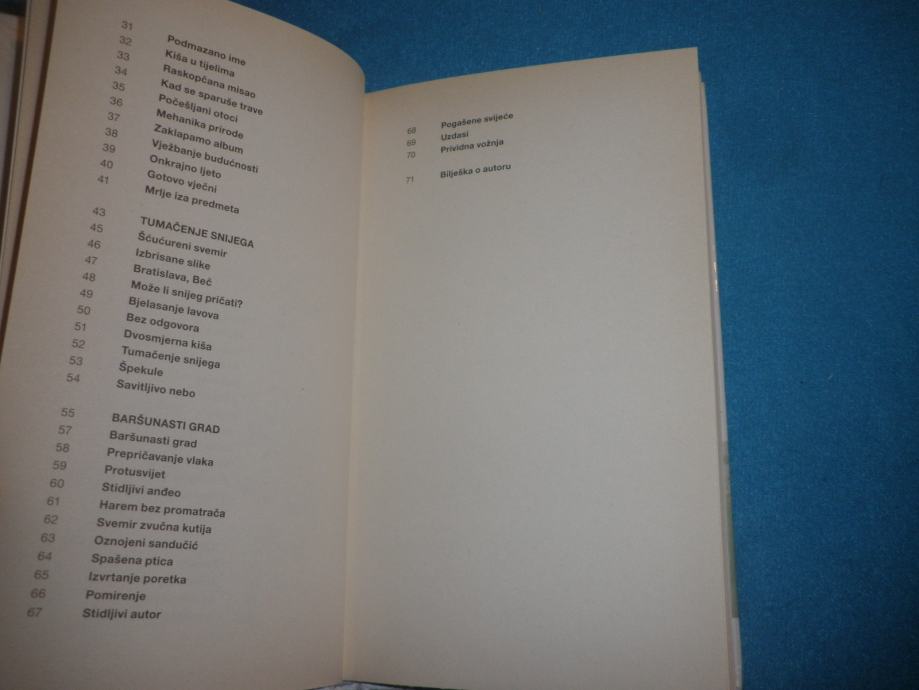 31 Podmazano ime
32 Kiša u tijelima
33 Raskopčana misao
34 Kad se sparuše trave
35 Počešljani otoci
36 Mehanika prirode
37 Zaklapamo album
38 Vježbanje budućnosti
39 Onkrajno ljeto
40 Gotovo vječni
41 Mrlje iza predmeta
43 TUMAČENJE SNIJEGA
45 Šćućureni svemir
46 Izbrisane slike
47 Bratislava, Beč
48 Može li snijeg pričati?
49 Bjelasanje lavova
50 Bez odgovora
51 Dvosmjerna kiša
52 Tumačenje snijega
53 Špekule
54 Savitljivo nebo
55 BARŠUNASTI GRAD
57 Baršunasti grad
58 Prepričavanje vlaka
59 Protusvijet
60 Stidljivi anđeo
61 Harem bez promatrača
62 Svemir zvučna kutija
63 Oznojeni sandučić
64 Spašena ptica
65 Izvrtanje poretka
66 Pomirenje
67 Stidljivi autor
68 Pogašene svijeće
69 Uzdasi
70 Prividna vožnja
71 Bilješka o autoru